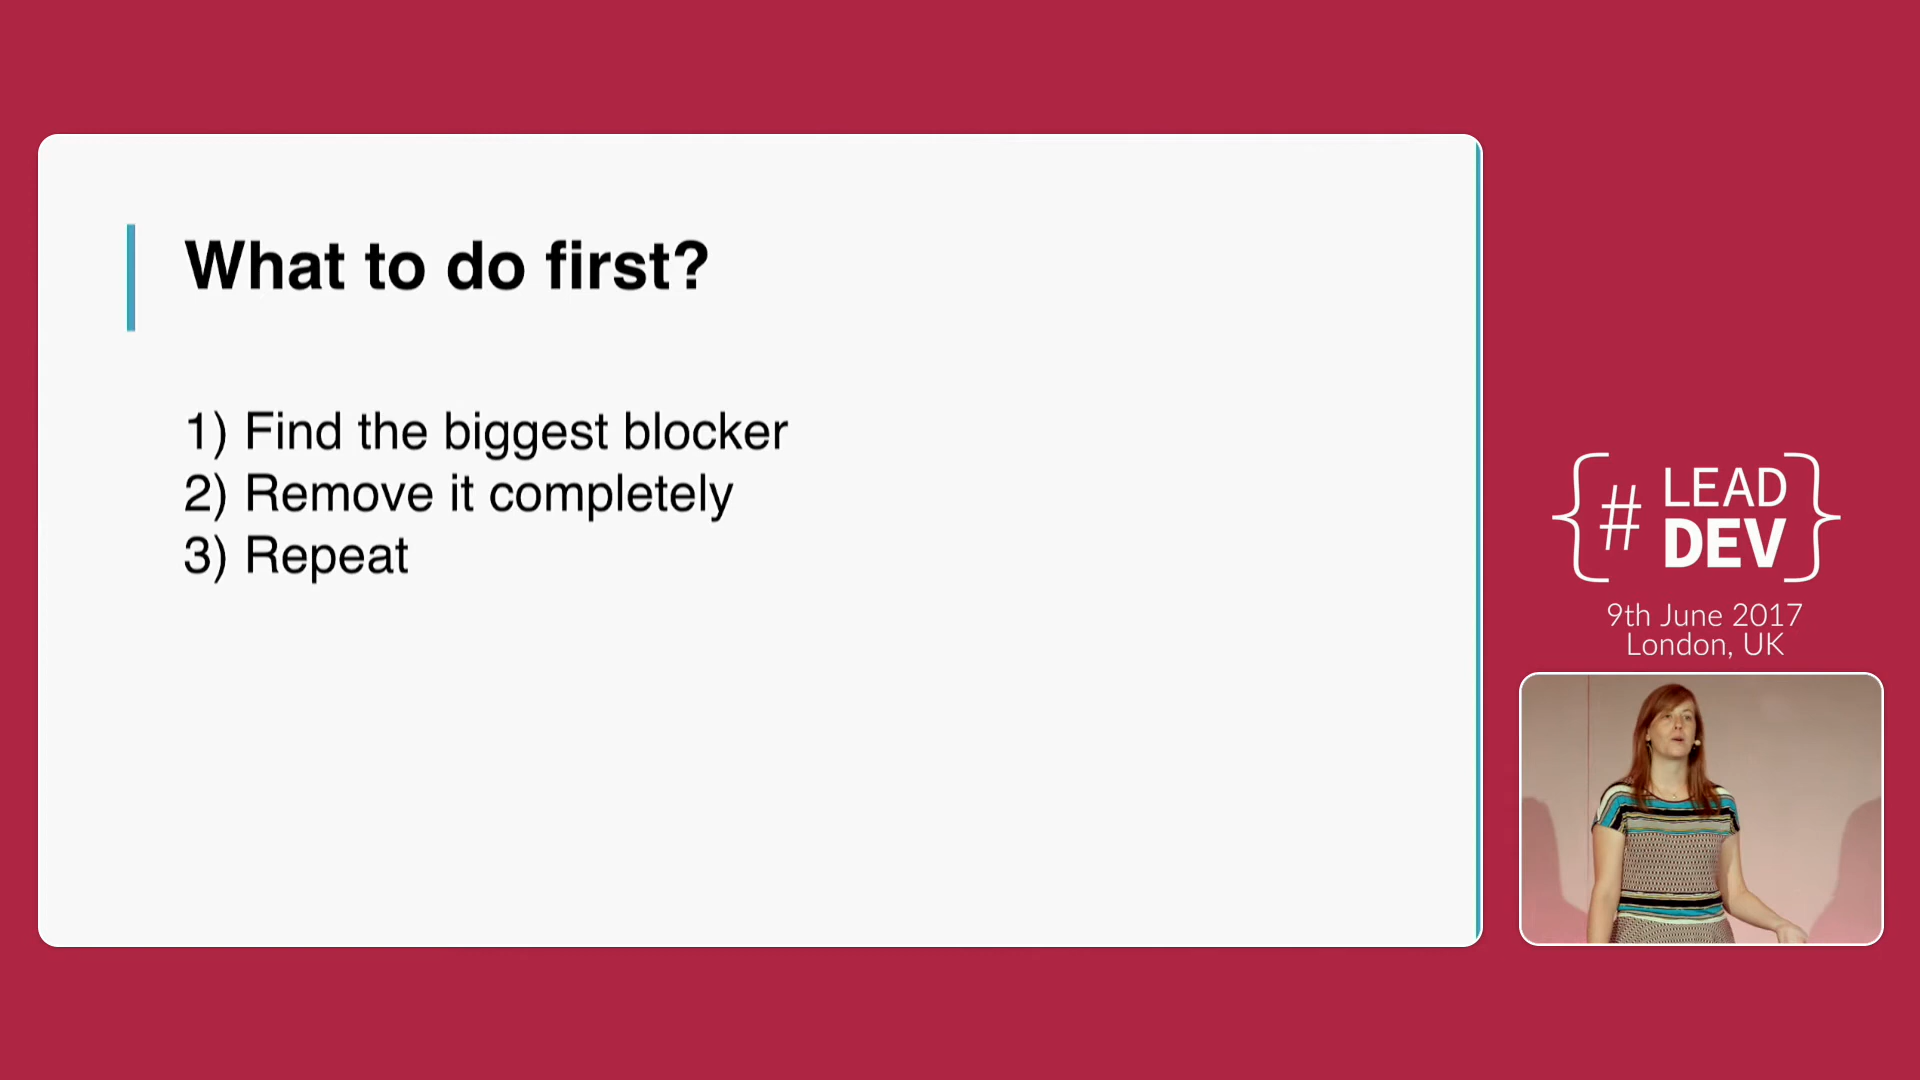 What to do first?
1) Find the biggest blocker
2) Remove it completely
3) Repeat
{# LEAD
DEV}
9th June 2017
London, UK